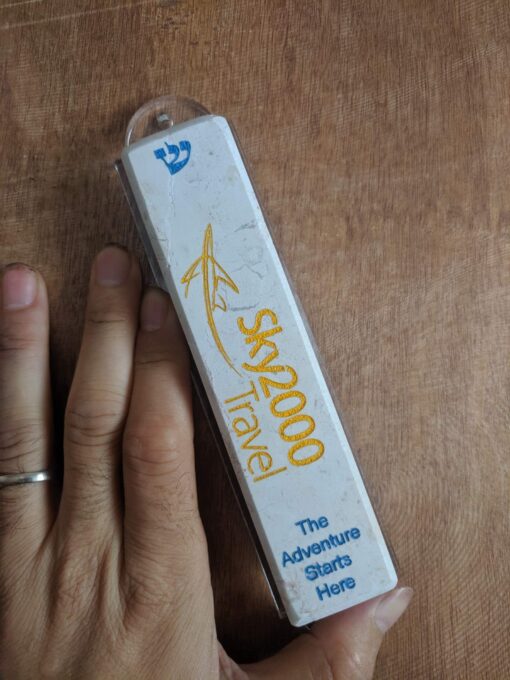 ש
Sky2000
Travel
The
Adventure
Starts
Here